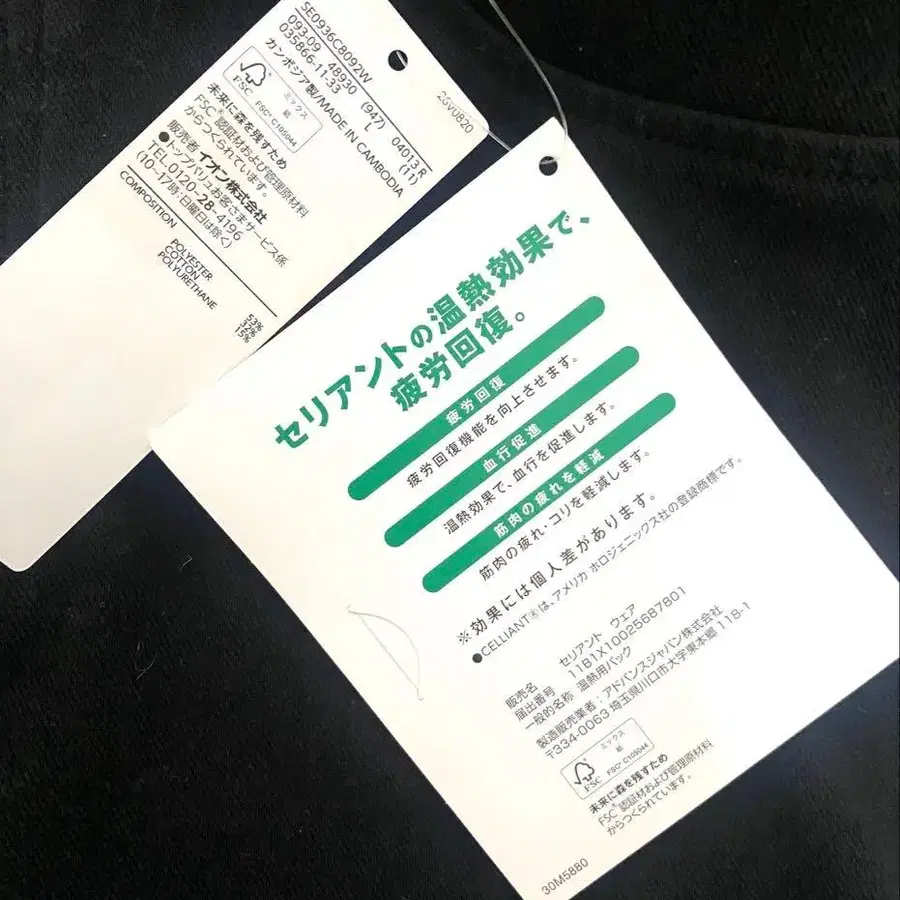 SE0936C8092W
093-09 48930 (947) 04013 R
035866-11-33 L (11)
カンボジア製/MADE IN CAMBODIA
FSC
ミックス
紙
FSC® C105044
未来に森を残すため
FSC®認証材および管理原材料
からつくられています。
販売者 イオン株式会社
●トップバリュお客さまサービス係
TEL.0120-28-4196
(10〜17時:日曜日は除く)
COMPOSITION
POLYESTER 53%
COTTON 32%
POLYURETHANE 15%
2GV0820
セリアントの温熱効果で、
疲労回復。
疲労回復
疲労回復機能を向上させます。
血行促進
温熱効果で、血行を促進します。
筋肉の疲れを軽減
筋肉の疲れ・コリを軽減します。
※効果には個人差があります。
●CELLIANT®は、アメリカ ホロジェニックス社の登録商標です。
販売名 セリアント ウェア
届出番号 11B1X10025687801
一般的名称 温熱用パック
製造販売業者:アドバンスジャパン株式会社
〒334-0063 埼玉県川口市大字東本郷 118-1
FSC
ミックス
紙
FSC® C105044
未来に森を残すため
FSC®認証材および管理原材料
からつくられています。
30M5880